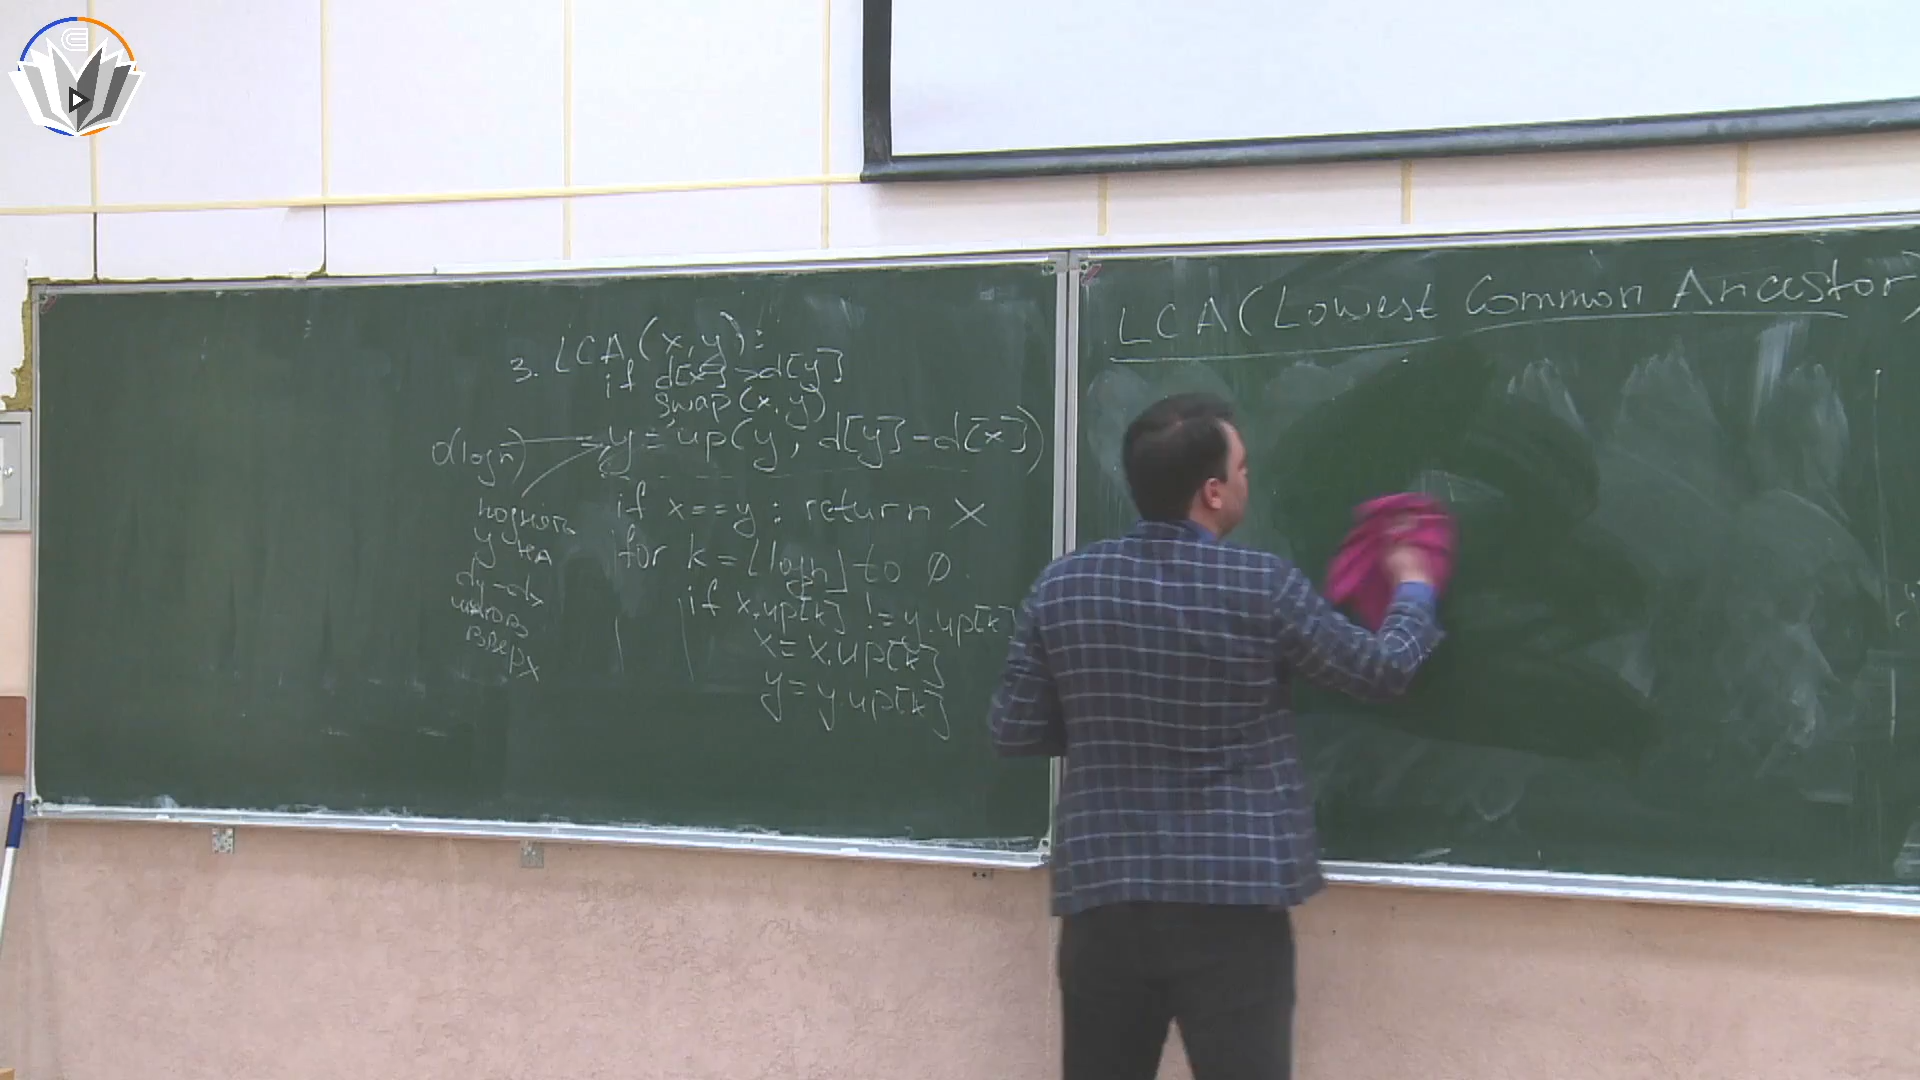 3. LCA(x,y):
if d[x]>d[y]
swap(x,y)
y = up(y, d[y]-d[x])
O(logn)
поднять
y на
dy-dx
шагов
вверх
if x==y : return X
for k = ⌊logn⌋ to 0
if x.up[k] != y.up[k]
x = x.up[k]
y = y.up[k]
LCA (Lowest Common Ancestor)